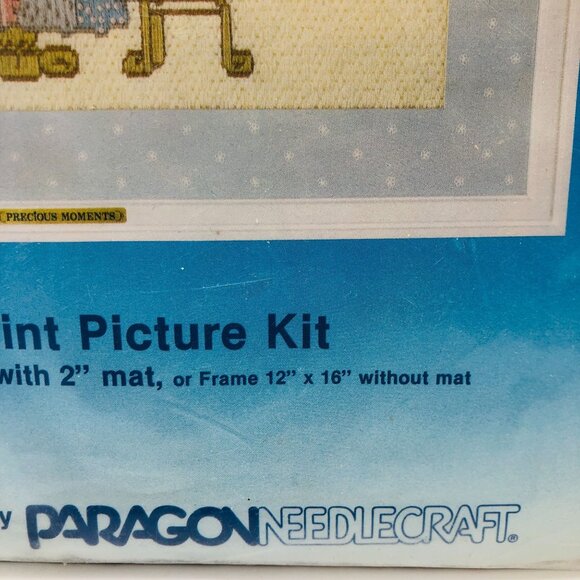 PRECIOUS MOMENTS
int Picture Kit
with 2” mat, or Frame 12” x 16” without mat
y PARAGON NEEDLECRAFT®